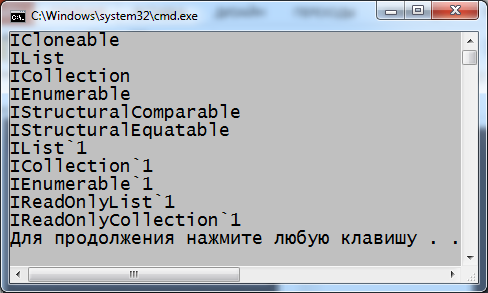 C:\Windows\system32\cmd.exe
ICloneable
IList
ICollection
IEnumerable
IStructuralComparable
IStructuralEquatable
IList`1
ICollection`1
IEnumerable`1
IReadOnlyList`1
IReadOnlyCollection`1
Для продолжения нажмите любую клавишу . .